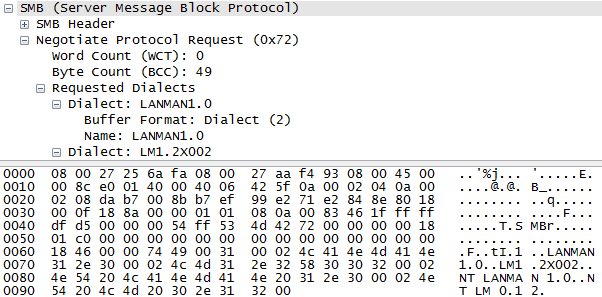 SMB (Server Message Block Protocol)
SMB Header
Negotiate Protocol Request (0x72)
Word Count (WCT): 0
Byte Count (BCC): 49
Requested Dialects
Dialect: LANMAN1.0
Buffer Format: Dialect (2)
Name: LANMAN1.0
Dialect: LM1.2X002
0000 08 00 27 25 6a fa 08 00 27 aa f4 93 08 00 45 00 ..'%j... '.....E.
0010 00 8c e0 01 40 00 40 06 42 5f 0a 00 02 04 0a 00 ....@.@. B_......
0020 02 08 da b7 00 8b b7 ef 99 e2 71 e2 84 8e 80 18 ........ ..q.....
0030 00 0f 18 8a 00 00 01 01 08 0a 00 83 46 1f ff ff ........ ....F...
0040 df d5 00 00 00 54 ff 53 4d 42 72 00 00 00 00 18 .....T.S MBr.....
0050 01 c0 00 00 00 00 00 00 00 00 00 00 00 00 00 00 ........ ........
0060 18 46 00 00 74 49 00 31 00 02 4c 41 4e 4d 41 4e .F..tI.1 ..LANMAN
0070 31 2e 30 00 02 4c 4d 31 2e 32 58 30 30 32 00 02 1.0..LM1 .2X002..
0080 4e 54 20 4c 41 4e 4d 41 4e 20 31 2e 30 00 02 4e NT LANMA N 1.0..N
0090 54 20 4c 4d 20 30 2e 31 32 00 T LM 0.1 2.